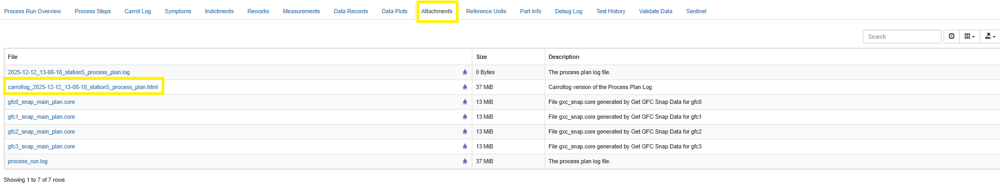 Process Run Overview Process Steps Carrot Log Symptoms Indictments Reworks Measurements Data Records Data Plots Attachments Reference Units Part Info Debug Log Test History Validate Data Sentinel
Search
File Size Description
2025-12-12_13-08-18_station5_process_plan.log 0 Bytes The process plan log file.
carrotlog_2025-12-12_13-08-18_station5_process_plan.html 37 MiB Carrotlog version of the Process Plan Log
gfc0_snap_main_plan.core 13 MiB File gxc_snap.core generated by Get GFC Snap Data for gfc0
gfc1_snap_main_plan.core 13 MiB File gxc_snap.core generated by Get GFC Snap Data for gfc1
gfc2_snap_main_plan.core 13 MiB File gxc_snap.core generated by Get GFC Snap Data for gfc2
gfc3_snap_main_plan.core 13 MiB File gxc_snap.core generated by Get GFC Snap Data for gfc3
process_run.log 37 MiB The process plan log file.
Showing 1 to 7 of 7 rows